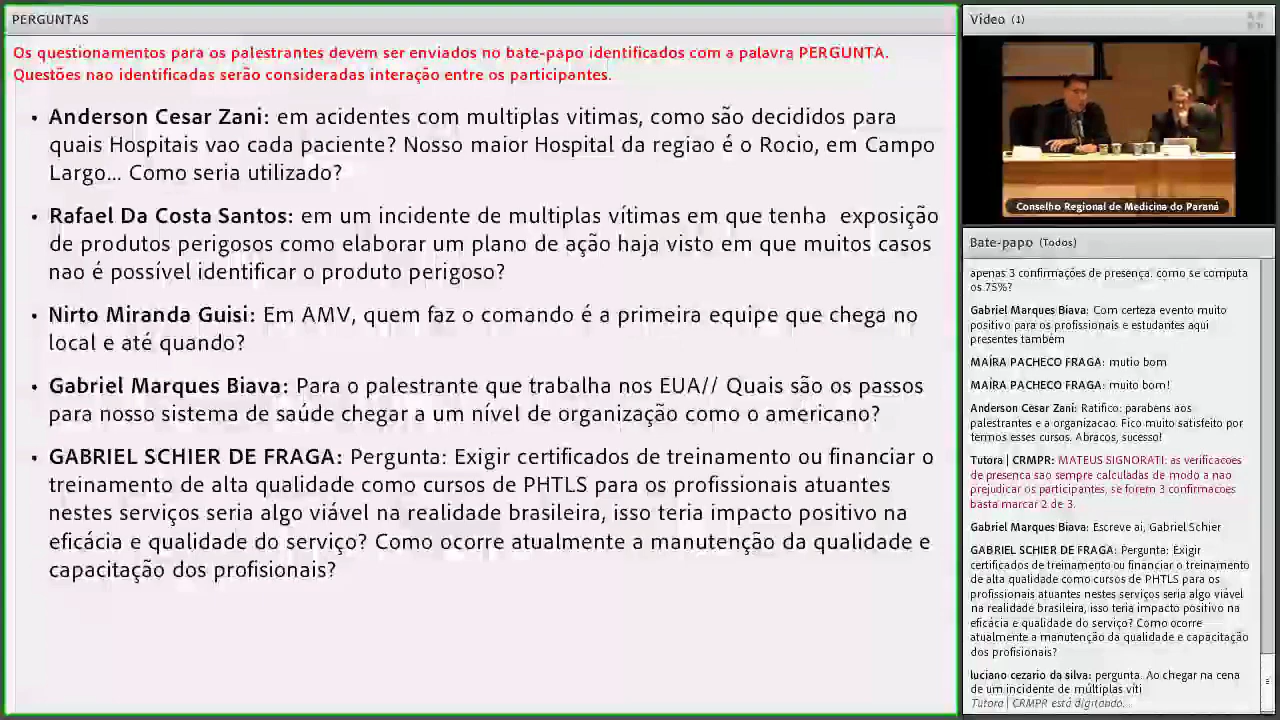 PERGUNTAS
Os questionamentos para os palestrantes devem ser enviados no bate-papo identificados com a palavra PERGUNTA.
Questões nao identificadas serão consideradas interação entre os participantes.
• Anderson Cesar Zani: em acidentes com multiplas vitimas, como são decididos para
quais Hospitais vao cada paciente? Nosso maior Hospital da regiao é o Rocio, em Campo
Largo... Como seria utilizado?
• Rafael Da Costa Santos: em um incidente de multiplas vítimas em que tenha exposição
de produtos perigosos como elaborar um plano de ação haja visto em que muitos casos
nao é possível identificar o produto perigoso?
• Nirto Miranda Guisi: Em AMV, quem faz o comando é a primeira equipe que chega no
local e até quando?
• Gabriel Marques Biava: Para o palestrante que trabalha nos EUA// Quais são os passos
para nosso sistema de saúde chegar a um nível de organização como o americano?
• GABRIEL SCHIER DE FRAGA: Pergunta: Exigir certificados de treinamento ou financiar o
treinamento de alta qualidade como cursos de PHTLS para os profissionais atuantes
nestes serviços seria algo viável na realidade brasileira, isso teria impacto positivo na
eficácia e qualidade do serviço? Como ocorre atualmente a manutenção da qualidade e
capacitação dos profisionais?
Vídeo (1)
Conselho Regional de Medicina do Paraná
Bate-papo (Todos)
apenas 3 confirmações de presença. como se computa
os 75%?
Gabriel Marques Biava: Com certeza evento muito
positivo para os profissionais e estudantes aqui
presentes também
MAÍRA PACHECO FRAGA: mutio bom
MAÍRA PACHECO FRAGA: muito bom!
Anderson Cesar Zani: Ratifico: parabens aos
palestrantes e a organizacao. Fico muito satisfeito por
termos esses cursos. Abracos, sucesso!
Tutora | CRMPR: MATEUS SIGNORATI: as verificacoes
de presenca sao sempre calculadas de modo a nao
prejudicar os participantes, se forem 3 confirmacoes
basta marcar 2 de 3.
Gabriel Marques Biava: Escreve ai, Gabriel Schier
GABRIEL SCHIER DE FRAGA: Pergunta: Exigir
certificados de treinamento ou financiar o treinamento
de alta qualidade como cursos de PHTLS para os
profissionais atuantes nestes serviços seria algo viável
na realidade brasileira, isso teria impacto positivo na
eficácia e qualidade do serviço? Como ocorre
atualmente a manutenção da qualidade e capacitação
dos profisionais?
luciano cezario da silva: pergunta. Ao chegar na cena
de um incidente de múltiplas víti
Tutora | CRMPR está digitando...